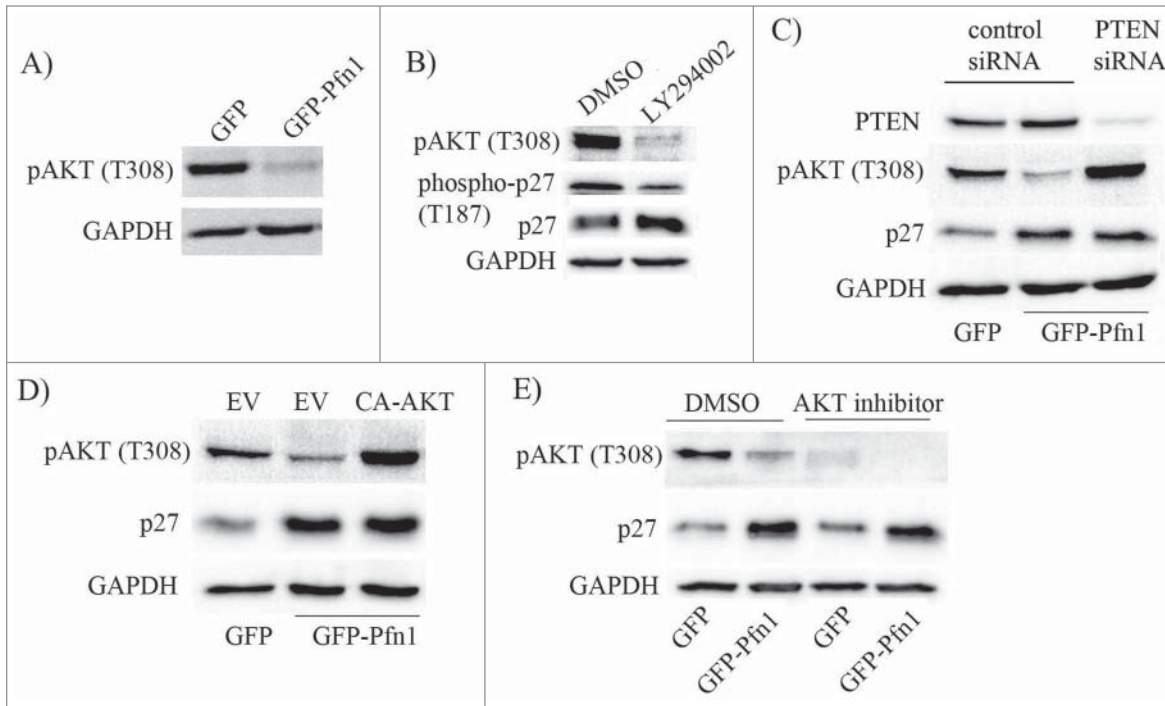 A)
GFP
GFP-Pfn1
pAKT (T308)
GAPDH
B)
DMSO
LY294002
pAKT (T308)
phospho-p27
(T187)
p27
GAPDH
C)
control
siRNA
PTEN
siRNA
PTEN
pAKT (T308)
p27
GAPDH
GFP
GFP-Pfn1
D)
EV EV CA-AKT
pAKT (T308)
p27
GAPDH
GFP GFP-Pfn1
E)
DMSO AKT inhibitor
pAKT (T308)
p27
GAPDH
GFP
GFP-Pfn1
GFP
GFP-Pfn1